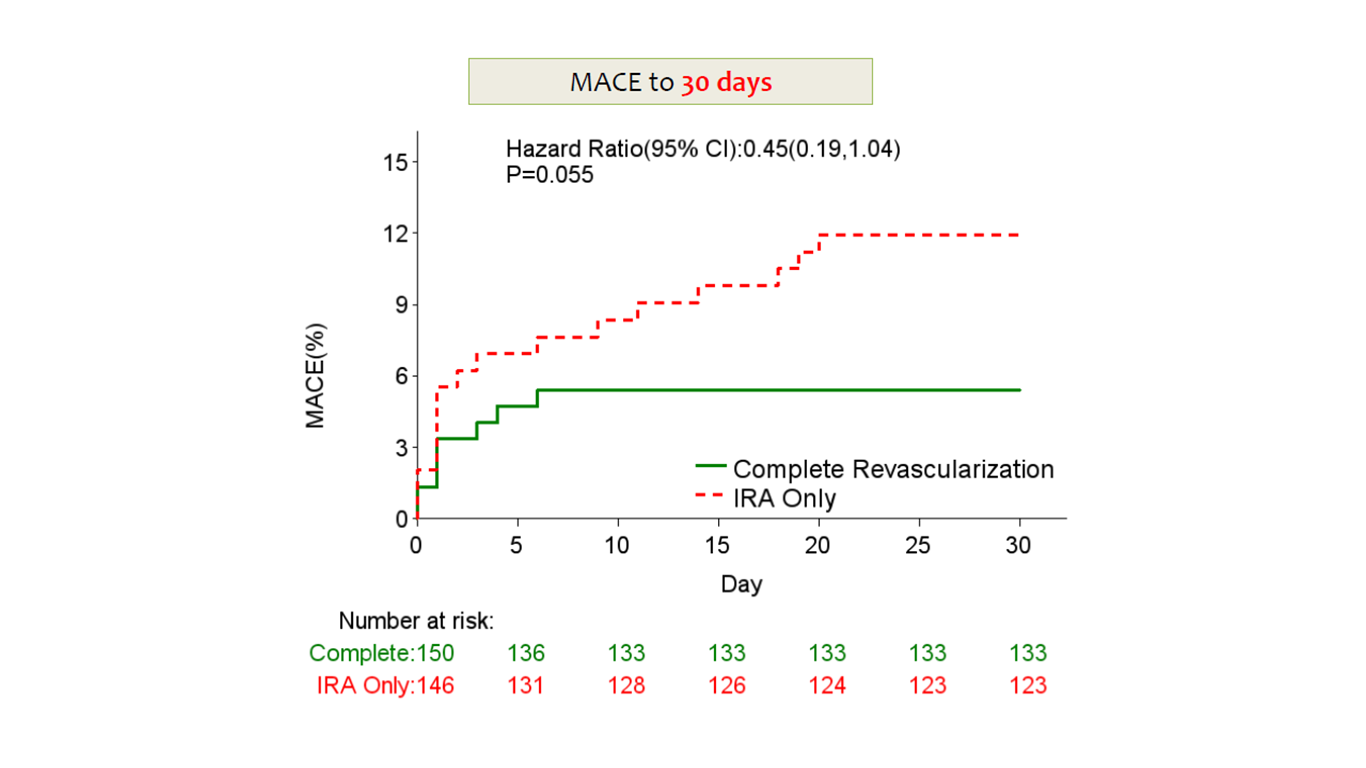 MACE to 30 days
Hazard Ratio(95% CI):0.45(0.19,1.04)
P=0.055
15
12
9
6
3
0
MACE(%)
Complete Revascularization
IRA Only
0 5 10 15 20 25 30
Day
Number at risk:
Complete:150 136 133 133 133 133 133
IRA Only:146 131 128 126 124 123 123